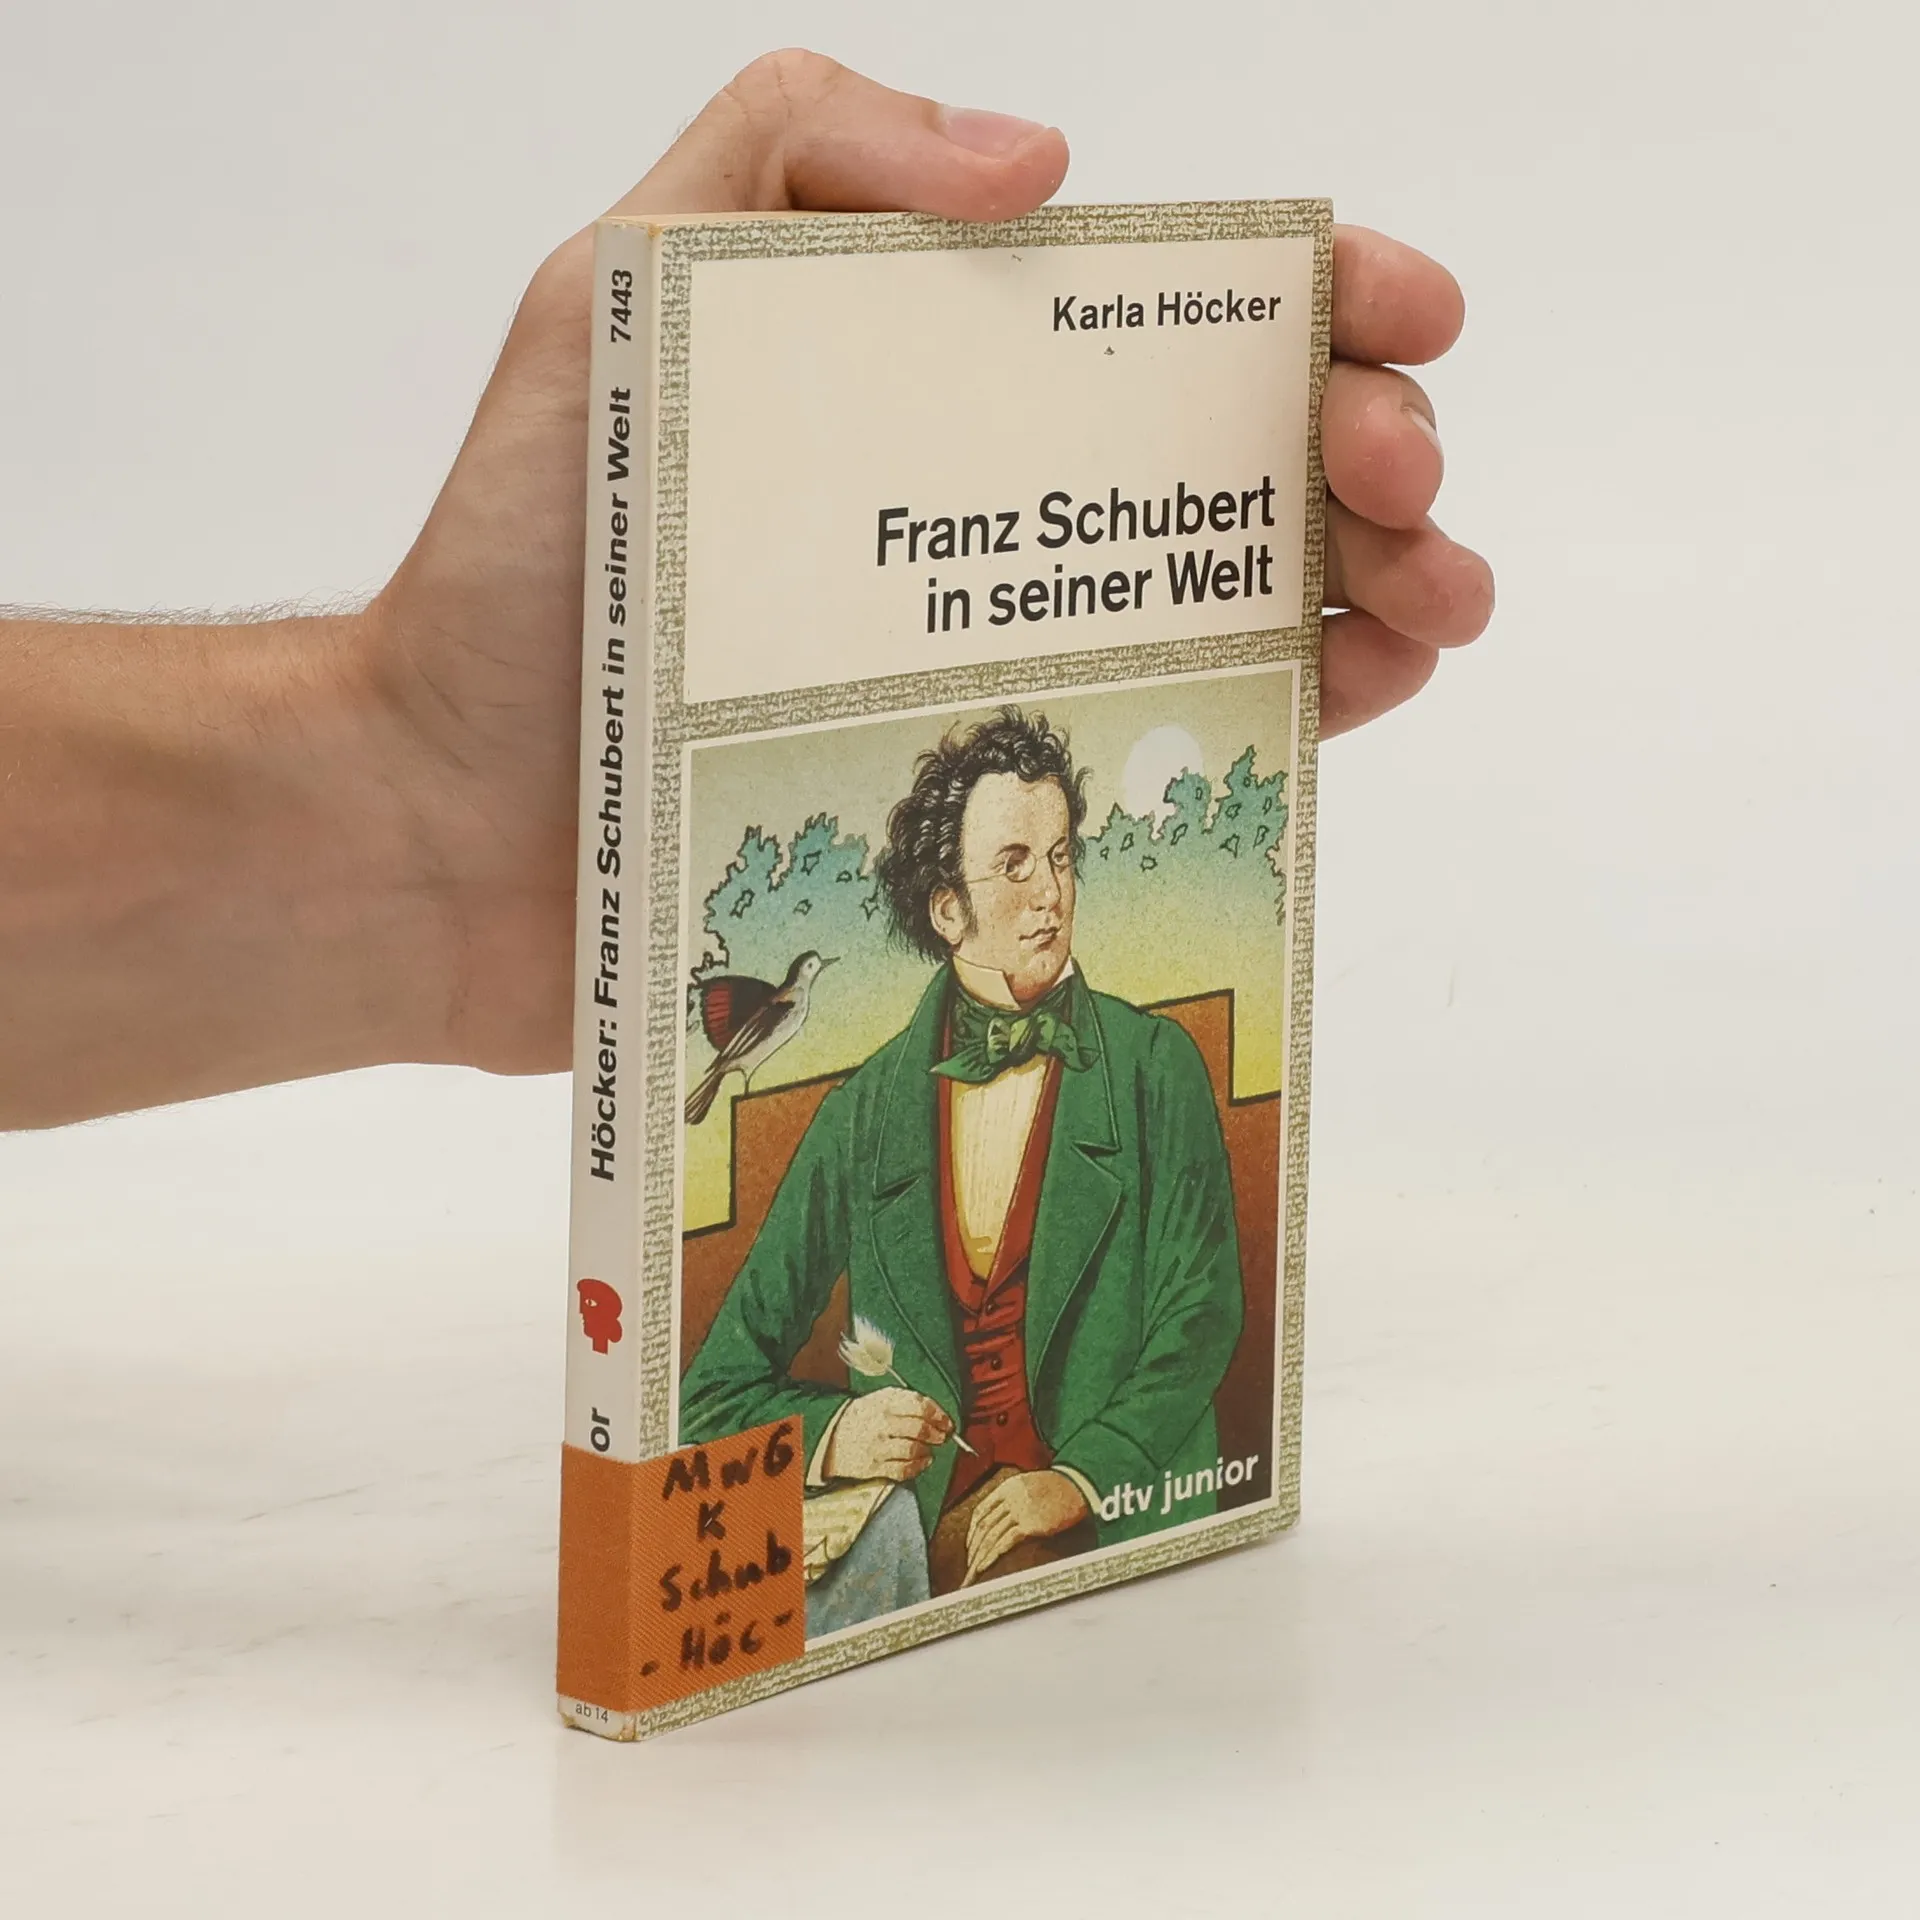 Karla Höcker
Franz Schubert
in seiner Welt
dtv junior
Höcker: Franz Schubert in seiner Welt 7443
or
MWG
K
Schub
- Höc -
ab 14